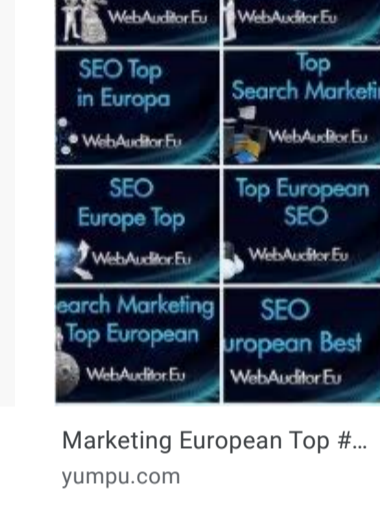 WebAuditor.Eu
WebAuditor.Eu
SEO Top
in Europa
WebAuditor.Eu
Top
Search Marketi
WebAuditor.Eu
SEO
Europe Top
WebAuditor.Eu
Top European
SEO
WebAuditor.Eu
earch Marketing
Top European
WebAuditor.Eu
SEO
uropean Best
WebAuditor.Eu
Marketing European Top #...
yumpu.com